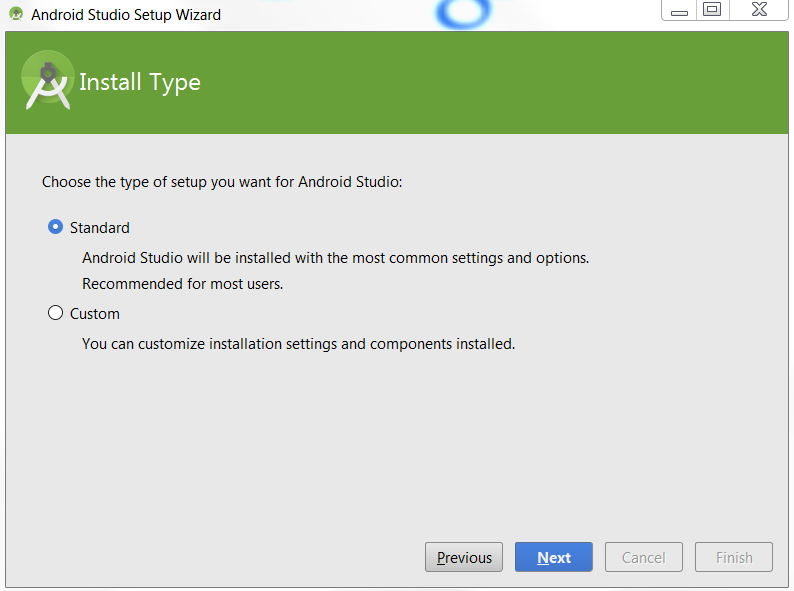 Android Studio Setup Wizard
Install Type
Choose the type of setup you want for Android Studio:
Standard
Android Studio will be installed with the most common settings and options.
Recommended for most users.
Custom
You can customize installation settings and components installed.
Previous Next Cancel Finish